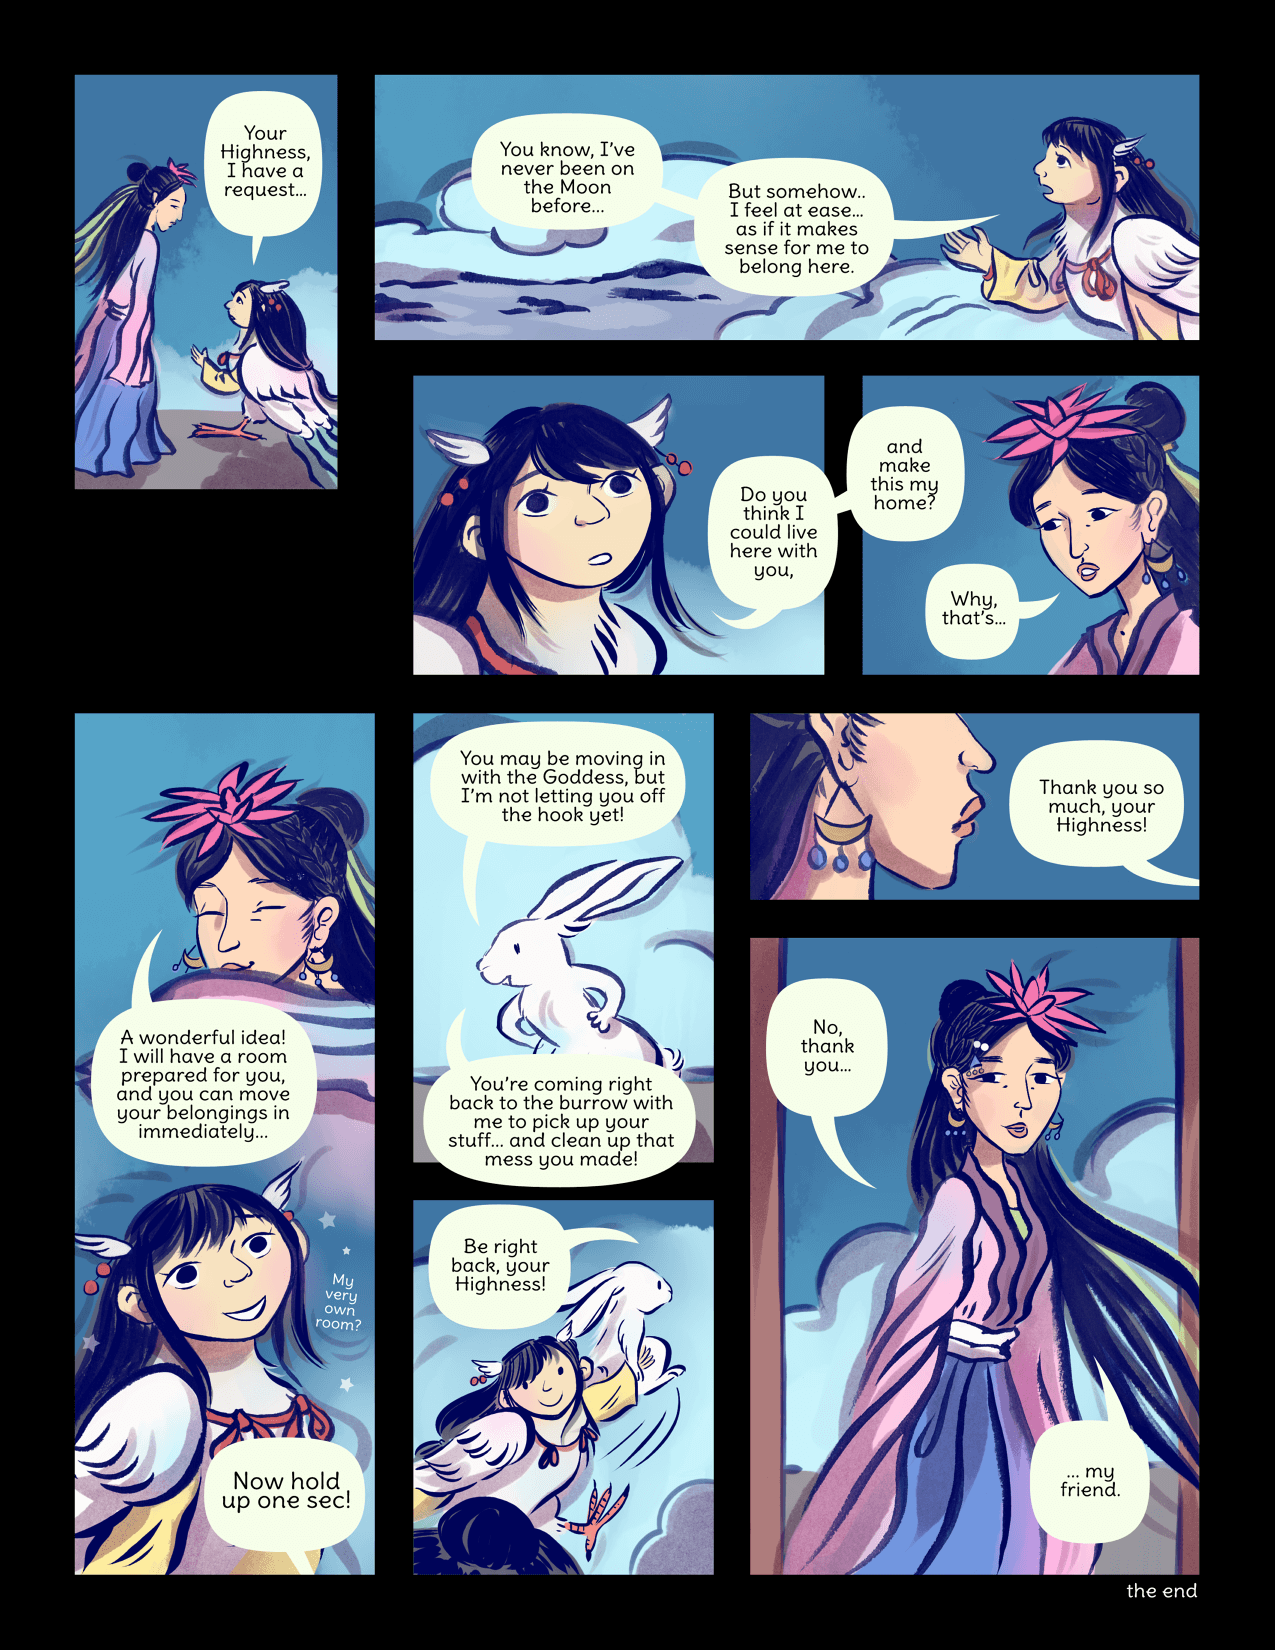 Your
Highness,
I have a
request...
You know, I've
never been on
the Moon
before...
But somehow..
I feel at ease...
as if it makes
sense for me to
belong here.
Do you
think I
could live
here with
you,
and
make
this my
home?
Why,
that's...
A wonderful idea!
I will have a room
prepared for you,
and you can move
your belongings in
immediately...
My
very
own
room?
Now hold
up one sec!
You may be moving in
with the Goddess, but
I'm not letting you off
the hook yet!
You're coming right
back to the burrow with
me to pick up your
stuff... and clean up that
mess you made!
Be right
back, your
Highness!
Thank you so
much, your
Highness!
No,
thank
you...
... my
friend.
the end